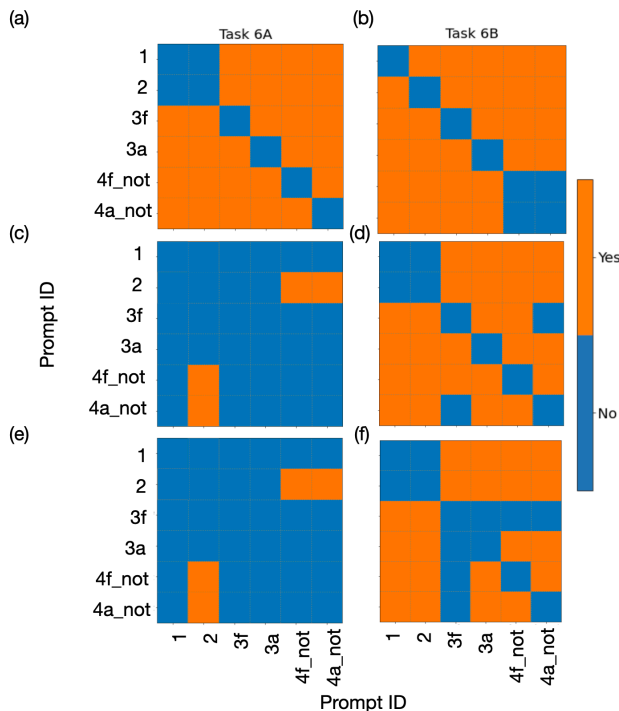 (a)
Task 6A
(b)
Task 6B
1
2
3f
3a
4f_not
4a_not
(c)
(d)
1
2
3f
3a
4f_not
4a_not
(e)
(f)
1
2
3f
3a
4f_not
4a_not
Prompt ID
Yes
No
1
2
3f
3a
4f_not
4a_not
1
2
3f
3a
4f_not
4a_not
Prompt ID